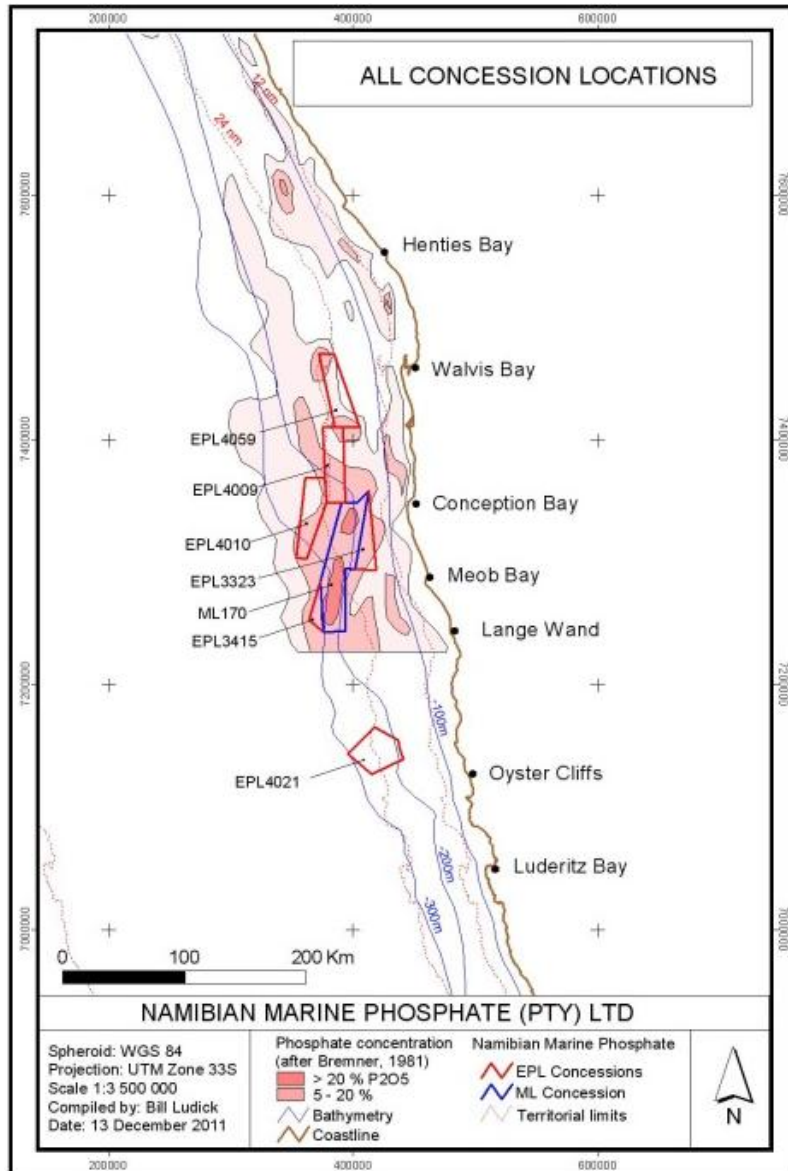 200000
400000
600000
ALL CONCESSION LOCATIONS
12 nm
24 nm
7600000
7600000
Henties Bay
Walvis Bay
7400000
7400000
EPL4059
EPL4009
Conception Bay
EPL4010
EPL3323
Meob Bay
ML170
EPL3415
Lange Wand
7200000
7200000
-100m
EPL4021
Oyster Cliffs
-200m
Luderitz Bay
-300m
7000000
7000000
0
100
200 Km
NAMIBIAN MARINE PHOSPHATE (PTY) LTD
Spheroid: WGS 84
Projection: UTM Zone 33S
Scale 1:3 500 000
Compiled by: Bill Ludick
Date: 13 December 2011
Phosphate concentration
(after Bremner, 1981)
> 20 % P2O5
5 - 20 %
Bathymetry
Coastline
Namibian Marine Phosphate
EPL Concessions
ML Concession
Territorial limits
N
200000
400000
600000